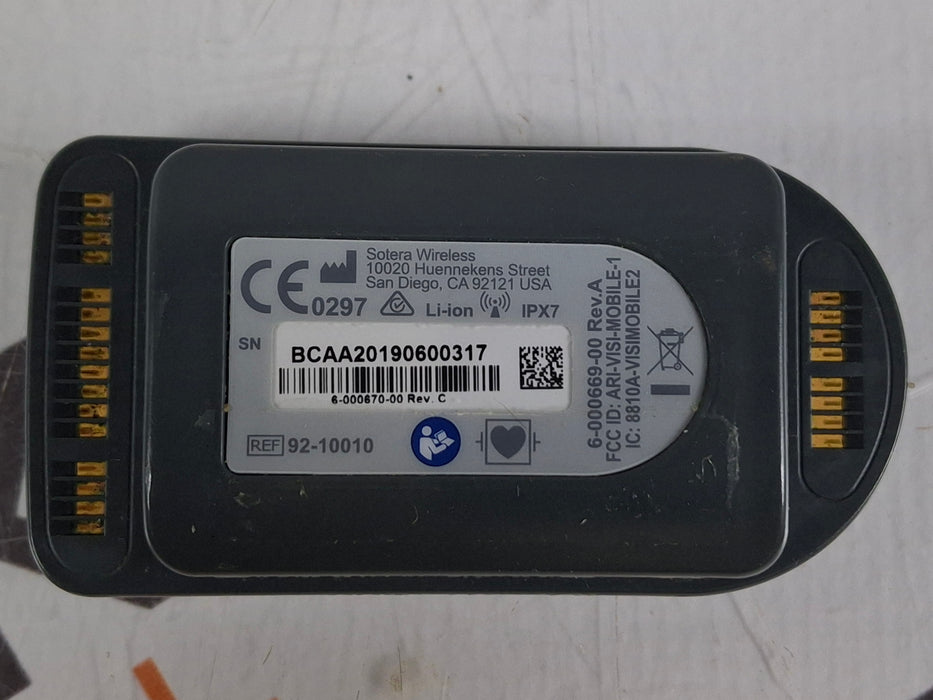 Sotera Wireless
10020 Huennekens Street
San Diego, CA 92121 USA
CE 0297
Li-ion
IPX7
SN
BCAA20190600317
6-000670-00 Rev. C
REF 92-10010
6-000669-00 Rev.A
FCC ID: ARI-VISI-MOBILE-1
IC: 8810A-VISIMOBILE2